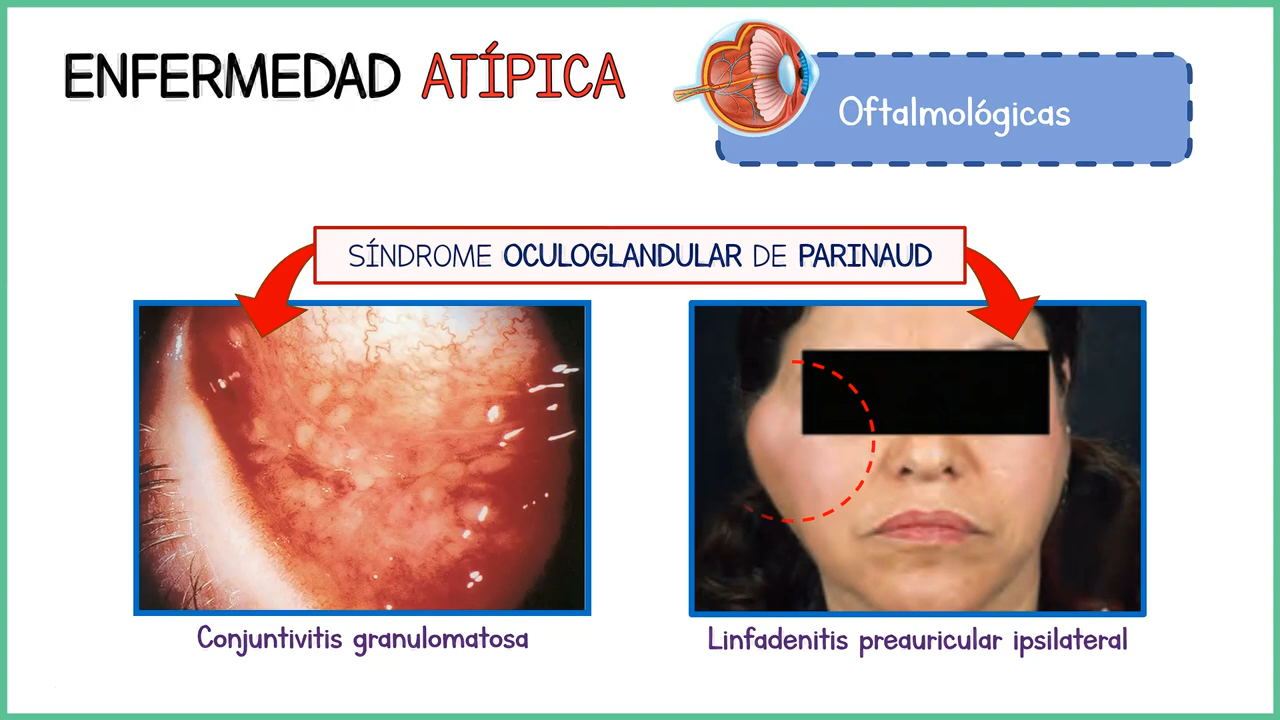 ENFERMEDAD ATÍPICA
Oftalmológicas
SÍNDROME OCULOGLANDULAR DE PARINAUD
Conjuntivitis granulomatosa
Linfadenitis preauricular ipsilateral